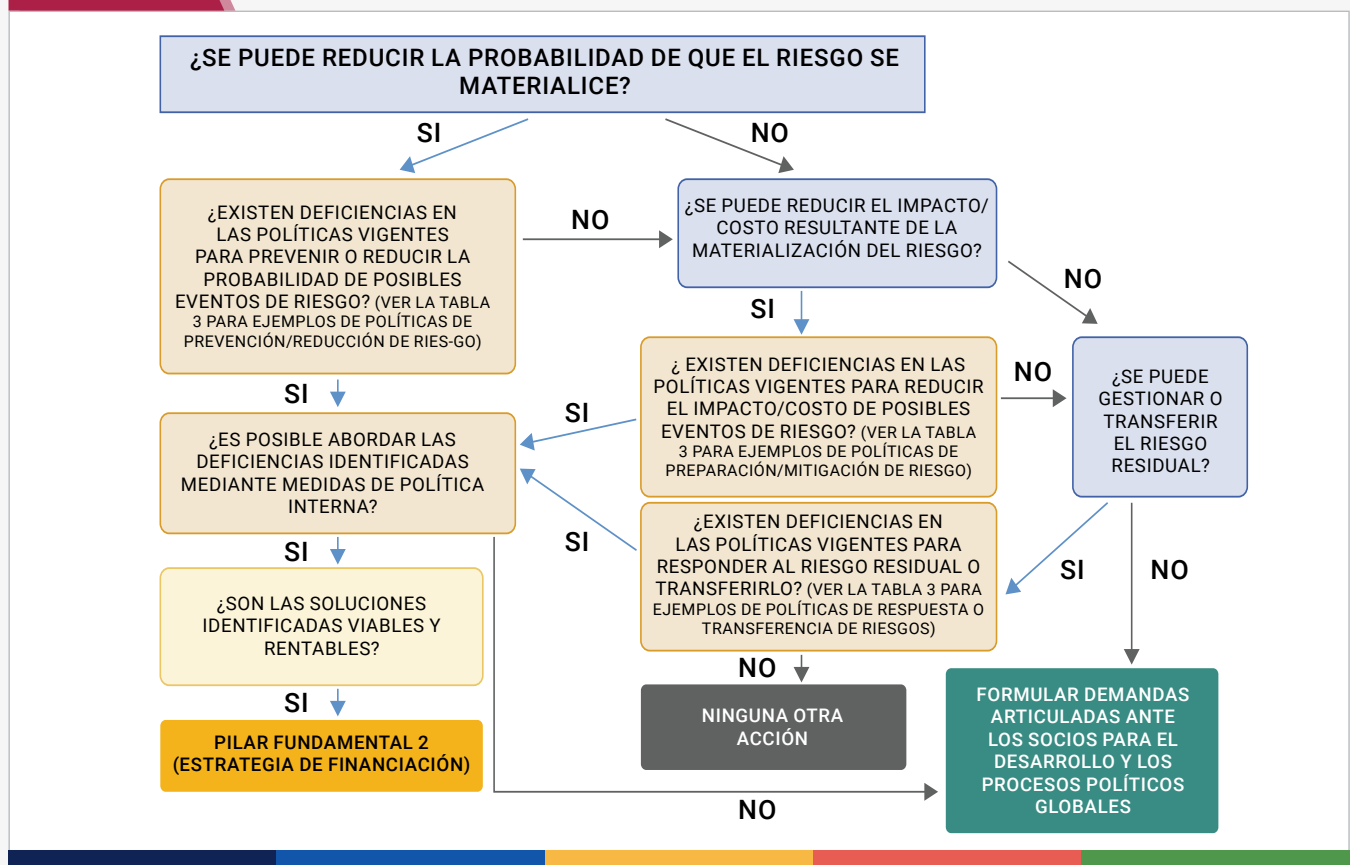 ¿SE PUEDE REDUCIR LA PROBABILIDAD DE QUE EL RIESGO SE
MATERIALICE?
SI
NO
¿EXISTEN DEFICIENCIAS EN
LAS POLÍTICAS VIGENTES
PARA PREVENIR O REDUCIR LA
PROBABILIDAD DE POSIBLES
EVENTOS DE RIESGO? (VER LA TABLA
3 PARA EJEMPLOS DE POLÍTICAS DE
PREVENCIÓN/REDUCCIÓN DE RIES-GO)
NO
¿SE PUEDE REDUCIR EL IMPACTO/
COSTO RESULTANTE DE LA
MATERIALIZACIÓN DEL RIESGO?
NO
SI
¿ EXISTEN DEFICIENCIAS EN LAS
POLÍTICAS VIGENTES PARA REDUCIR
EL IMPACTO/COSTO DE POSIBLES
EVENTOS DE RIESGO? (VER LA TABLA
3 PARA EJEMPLOS DE POLÍTICAS DE
PREPARACIÓN/MITIGACIÓN DE RIESGO)
NO
¿SE PUEDE
GESTIONAR O
TRANSFERIR
EL RIESGO
RESIDUAL?
SI
SI
¿ES POSIBLE ABORDAR LAS
DEFICIENCIAS IDENTIFICADAS
MEDIANTE MEDIDAS DE POLÍTICA
INTERNA?
SI
¿EXISTEN DEFICIENCIAS EN
LAS POLÍTICAS VIGENTES PARA
RESPONDER AL RIESGO RESIDUAL O
TRANSFERIRLO? (VER LA TABLA 3 PARA
EJEMPLOS DE POLÍTICAS DE RESPUESTA O
TRANSFERENCIA DE RIESGOS)
SI
NO
SI
¿SON LAS SOLUCIONES
IDENTIFICADAS VIABLES Y
RENTABLES?
SI
PILAR FUNDAMENTAL 2
(ESTRATEGIA DE FINANCIACIÓN)
NO
NINGUNA OTRA
ACCIÓN
FORMULAR DEMANDAS
ARTICULADAS ANTE
LOS SOCIOS PARA EL
DESARROLLO Y LOS
PROCESOS POLÍTICOS
GLOBALES
NO